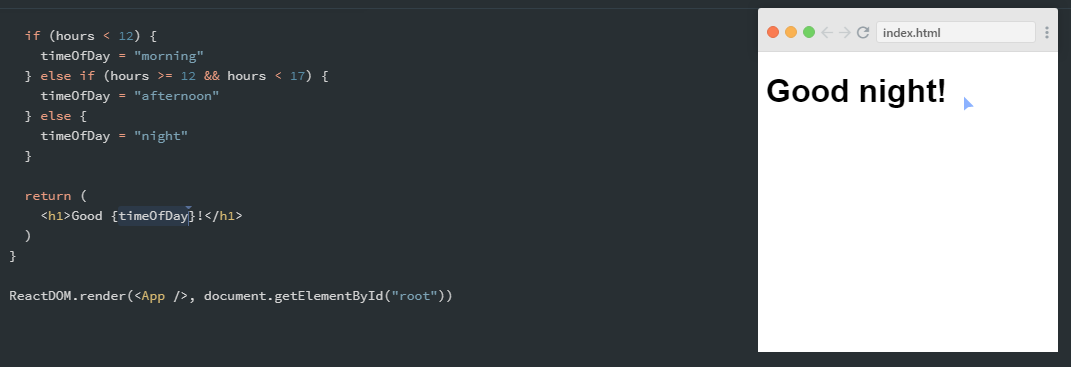 if (hours < 12) {
timeOfDay = "morning"
} else if (hours >= 12 && hours < 17) {
timeOfDay = "afternoon"
} else {
timeOfDay = "night"
}
return (
<h1>Good {timeOfDay}!</h1>
)
}
ReactDOM.render(<App />, document.getElementById("root"))
index.html
Good night!